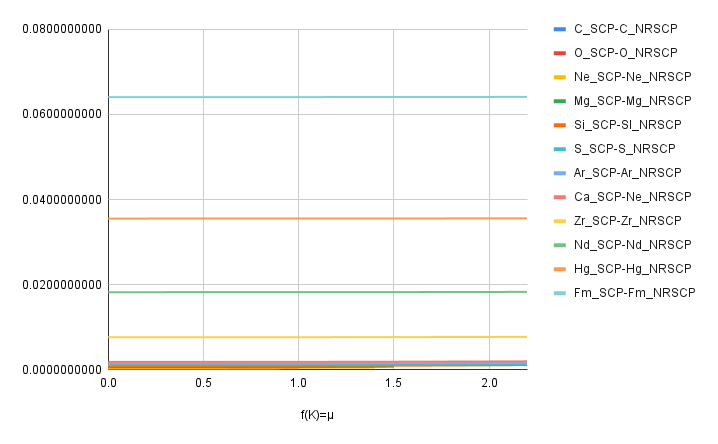 0.0800000000
0.0600000000
0.0400000000
0.0200000000
0.0000000000
0.0
0.5
1.0
1.5
2.0
f(K)=μ
C_SCP-C_NRSCP
O_SCP-O_NRSCP
Ne_SCP-Ne_NRSCP
Mg_SCP-Mg_NRSCP
Si_SCP-SI_NRSCP
S_SCP-S_NRSCP
Ar_SCP-Ar_NRSCP
Ca_SCP-Ne_NRSCP
Zr_SCP-Zr_NRSCP
Nd_SCP-Nd_NRSCP
Hg_SCP-Hg_NRSCP
Fm_SCP-Fm_NRSCP